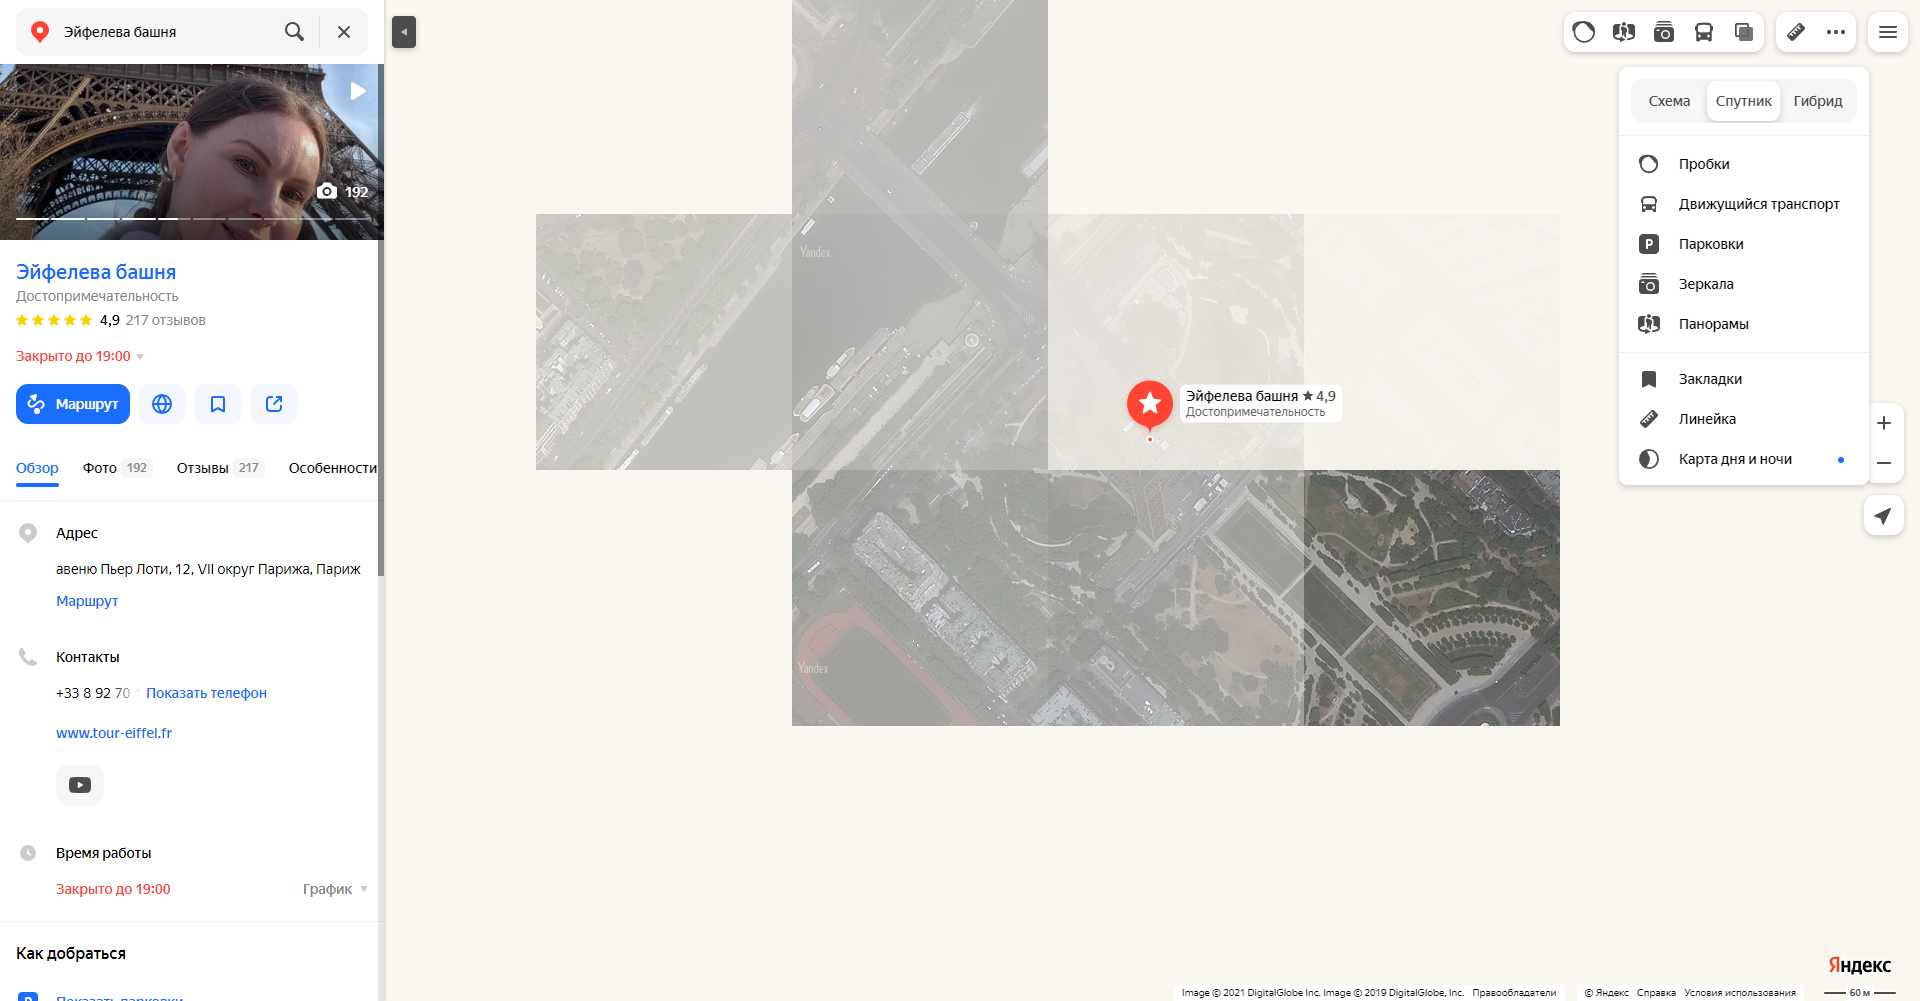 Эйфелева башня
192
Эйфелева башня
Достопримечательность
4,9 217 отзывов
Закрыто до 19:00
Маршрут
Обзор Фото 192 Отзывы 217 Особенности
Адрес
авеню Пьер Лоти, 12, VII округ Парижа, Париж
Маршрут
Контакты
+33 8 92 70 Показать телефон
www.tour-eiffel.fr
Время работы
Закрыто до 19:00 График
Как добраться
Показать парковки
Yandex
Эйфелева башня 4,9
Достопримечательность
Yandex
Схема Спутник Гибрид
Пробки
Движущийся транспорт
Парковки
Зеркала
Панорамы
Закладки
Линейка
Карта дня и ночи
Яндекс
Image © 2021 DigitalGlobe Inc. Image © 2019 DigitalGlobe, Inc. Правообладатели © Яндекс Справка Условия использования 60 м